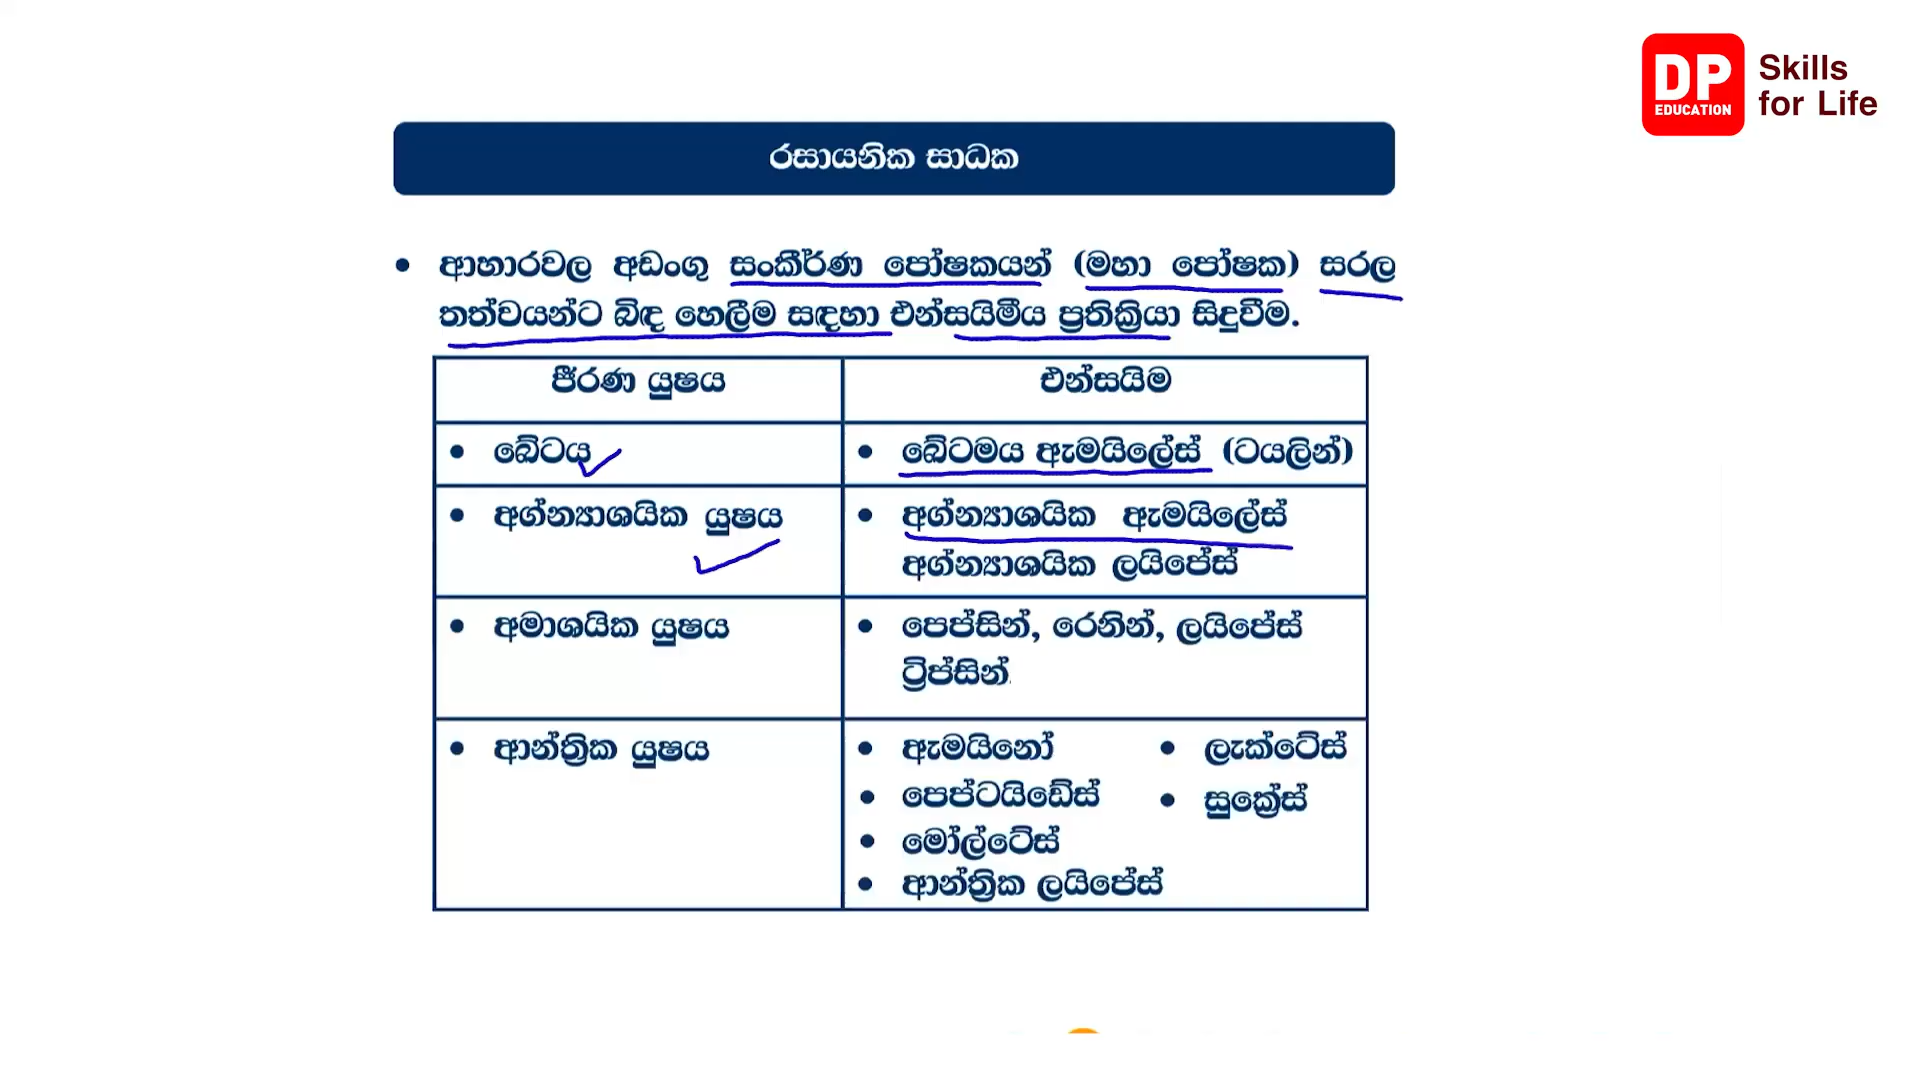 DP
EDUCATION
Skills
for Life
රසායනික සාධක
• ආහාරවල අඩංගු සංකීර්ණ පෝෂකයන් (මහා පෝෂක) සරල
තත්වයන්ට බිඳ හෙලීම සඳහා එන්සයිමීය ප්‍රතික්‍රියා සිදුවීම.
ජීරණ යුෂය
එන්සයිම
• ඛේටය
• ඛේටමය ඇමයිලේස් (ටයලින්)
• අග්න්‍යාශයික යුෂය
• අග්න්‍යාශයික ඇමයිලේස්
අග්න්‍යාශයික ලයිපේස්
• අමාශයික යුෂය
• පෙප්සින්, රෙනින්, ලයිපේස්
ට්‍රිප්සින්.
• ආන්ත්‍රික යුෂය
• ඇමයිනෝ
• පෙප්ටයිඩේස්
• මෝල්ටේස්
• ආන්ත්‍රික ලයිපේස්
• ලැක්ටේස්
• සුක්‍රේස්